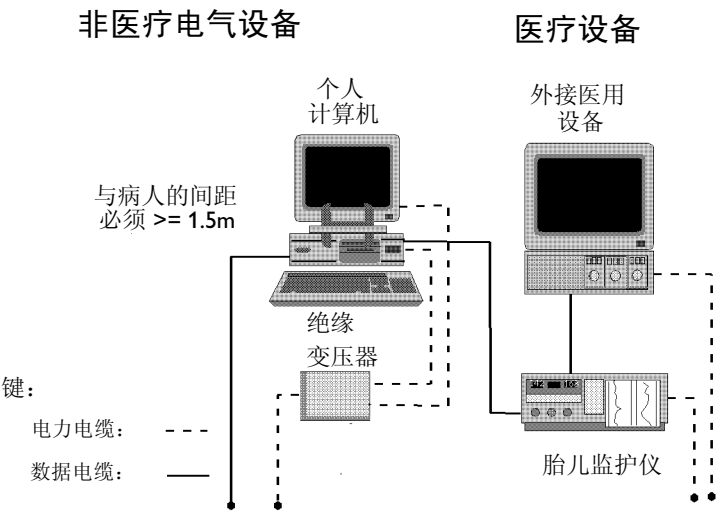 非医疗电气设备
医疗设备
个人
计算机
外接医用
设备
与病人的间距
必须 >= 1.5m
绝缘
变压器
键：
电力电缆：
数据电缆：
胎儿监护仪